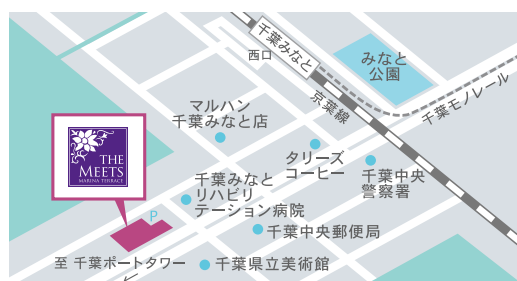 千葉みなと
西口
みなと
公園
京葉線
千葉モノレール
マルハン
千葉みなと店
タリーズ
コーヒー
千葉中央
警察署
THE
MEETS
MARINA TERRACE
千葉みなと
リハビリ
テーション病院
P
千葉中央郵便局
至 千葉ポートタワー
千葉県立美術館